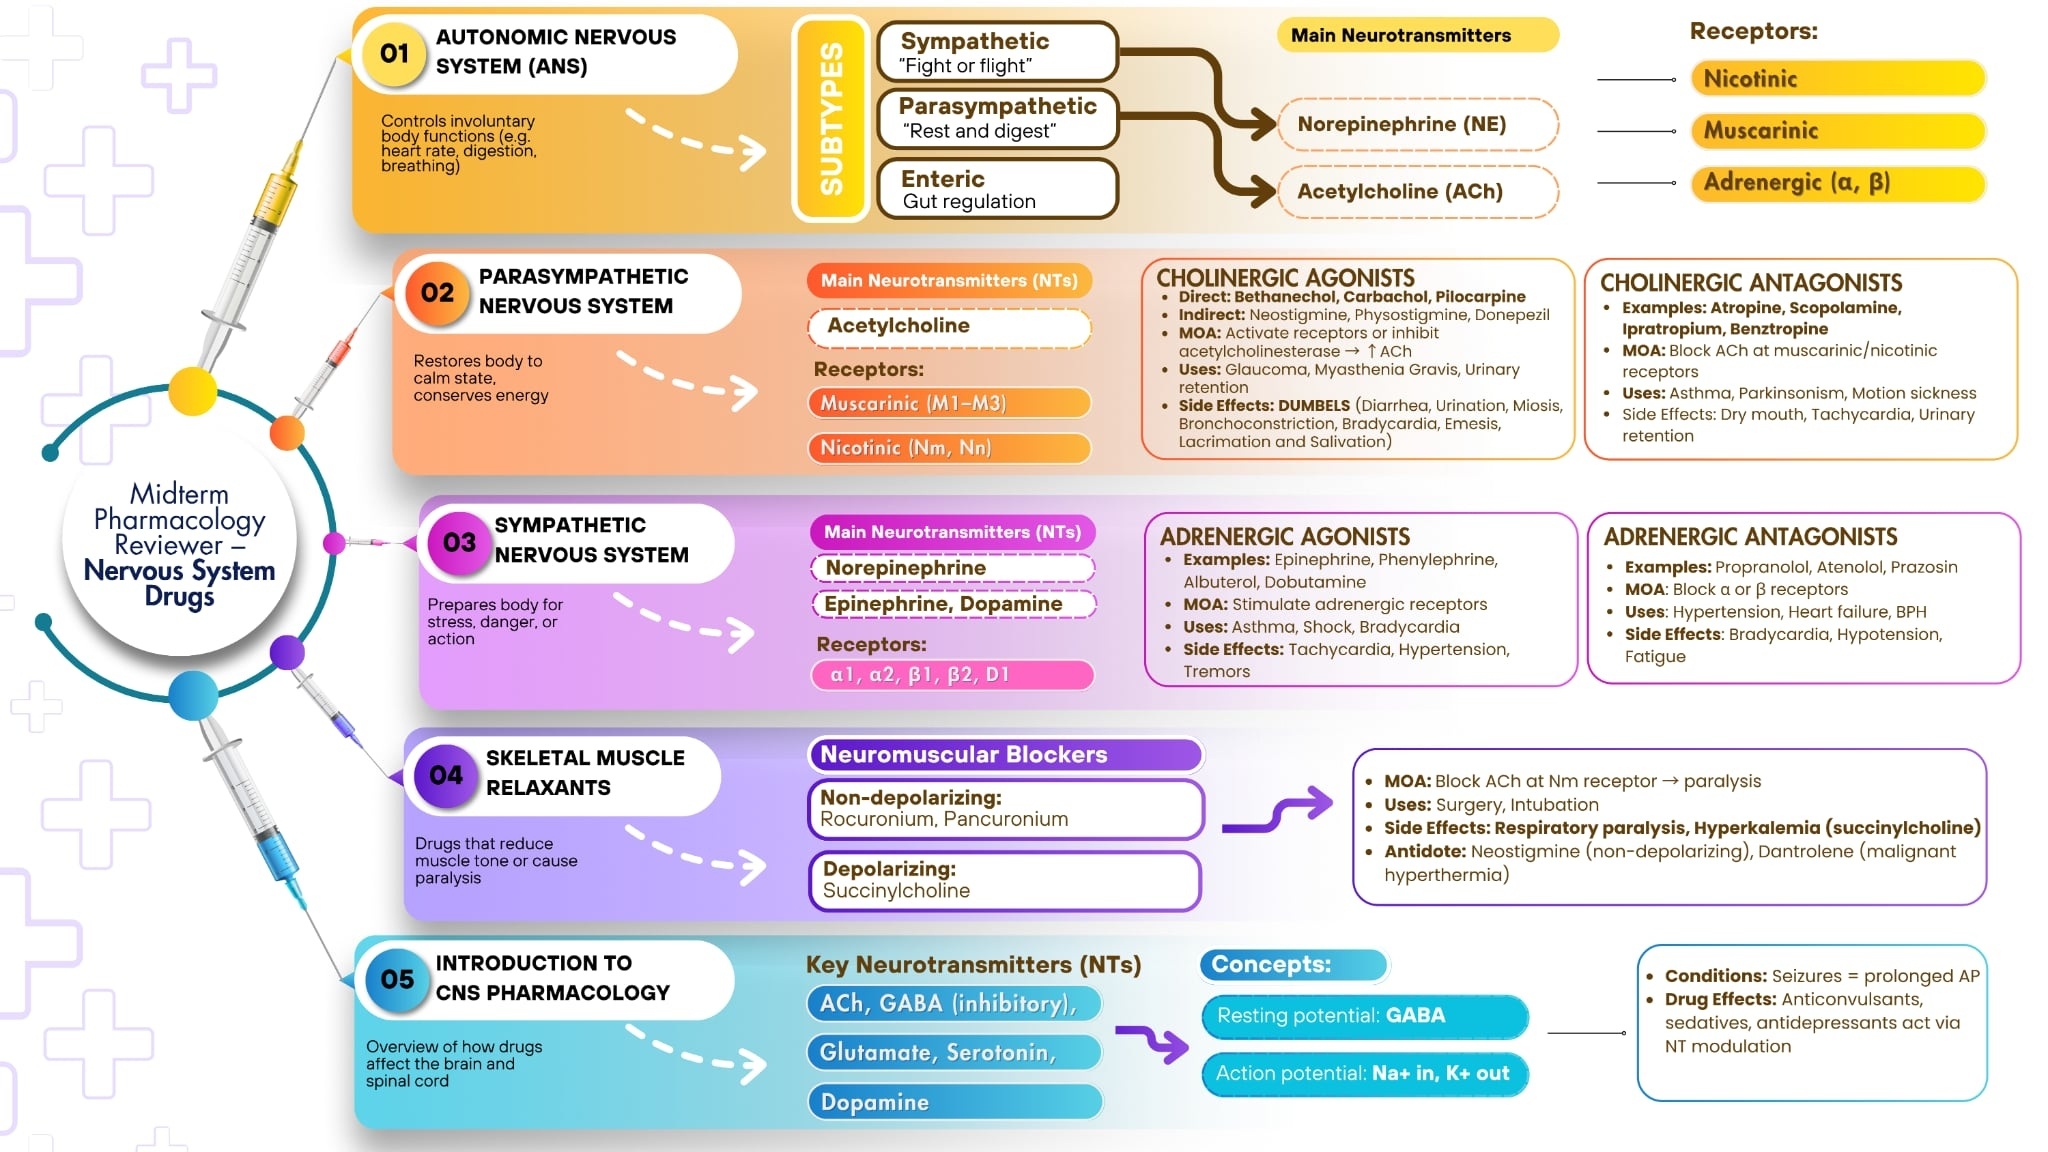 Midterm
Pharmacology
Reviewer –
Nervous System
Drugs
01
AUTONOMIC NERVOUS
SYSTEM (ANS)
Controls involuntary
body functions (e.g.
heart rate, digestion,
breathing)
SUBTYPES
Sympathetic
"Fight or flight"
Parasympathetic
"Rest and digest"
Enteric
Gut regulation
Main Neurotransmitters
Norepinephrine (NE)
Acetylcholine (ACh)
Receptors:
Nicotinic
Muscarinic
Adrenergic (α, β)
02
PARASYMPATHETIC
NERVOUS SYSTEM
Restores body to
calm state,
conserves energy
Main Neurotransmitters (NTs)
Acetylcholine
Receptors:
Muscarinic (M1–M3)
Nicotinic (Nm, Nn)
CHOLINERGIC AGONISTS
• Direct: Bethanechol, Carbachol, Pilocarpine
• Indirect: Neostigmine, Physostigmine, Donepezil
• MOA: Activate receptors or inhibit
acetylcholinesterase → ↑ ACh
• Uses: Glaucoma, Myasthenia Gravis, Urinary
retention
• Side Effects: DUMBELS (Diarrhea, Urination, Miosis,
Bronchoconstriction, Bradycardia, Emesis,
Lacrimation and Salivation)
CHOLINERGIC ANTAGONISTS
• Examples: Atropine, Scopolamine,
Ipratropium, Benztropine
• MOA: Block ACh at muscarinic/nicotinic
receptors
• Uses: Asthma, Parkinsonism, Motion sickness
• Side Effects: Dry mouth, Tachycardia, Urinary
retention
03
SYMPATHETIC
NERVOUS SYSTEM
Prepares body for
stress, danger, or
action
Main Neurotransmitters (NTs)
Norepinephrine
Epinephrine, Dopamine
Receptors:
α1, α2, β1, β2, D1
ADRENERGIC AGONISTS
• Examples: Epinephrine, Phenylephrine,
Albuterol, Dobutamine
• MOA: Stimulate adrenergic receptors
• Uses: Asthma, Shock, Bradycardia
• Side Effects: Tachycardia, Hypertension,
Tremors
ADRENERGIC ANTAGONISTS
• Examples: Propranolol, Atenolol, Prazosin
• MOA: Block α or β receptors
• Uses: Hypertension, Heart failure, BPH
• Side Effects: Bradycardia, Hypotension,
Fatigue
04
SKELETAL MUSCLE
RELAXANTS
Drugs that reduce
muscle tone or cause
paralysis
Neuromuscular Blockers
Non-depolarizing:
Rocuronium, Pancuronium
Depolarizing:
Succinylcholine
• MOA: Block ACh at Nm receptor → paralysis
• Uses: Surgery, Intubation
• Side Effects: Respiratory paralysis, Hyperkalemia (succinylcholine)
• Antidote: Neostigmine (non-depolarizing), Dantrolene (malignant
hyperthermia)
05
INTRODUCTION TO
CNS PHARMACOLOGY
Overview of how drugs
affect the brain and
spinal cord
Key Neurotransmitters (NTs)
ACh, GABA (inhibitory),
Glutamate, Serotonin,
Dopamine
Concepts:
Resting potential: GABA
Action potential: Na+ in, K+ out
• Conditions: Seizures = prolonged AP
• Drug Effects: Anticonvulsants,
sedatives, antidepressants act via
NT modulation